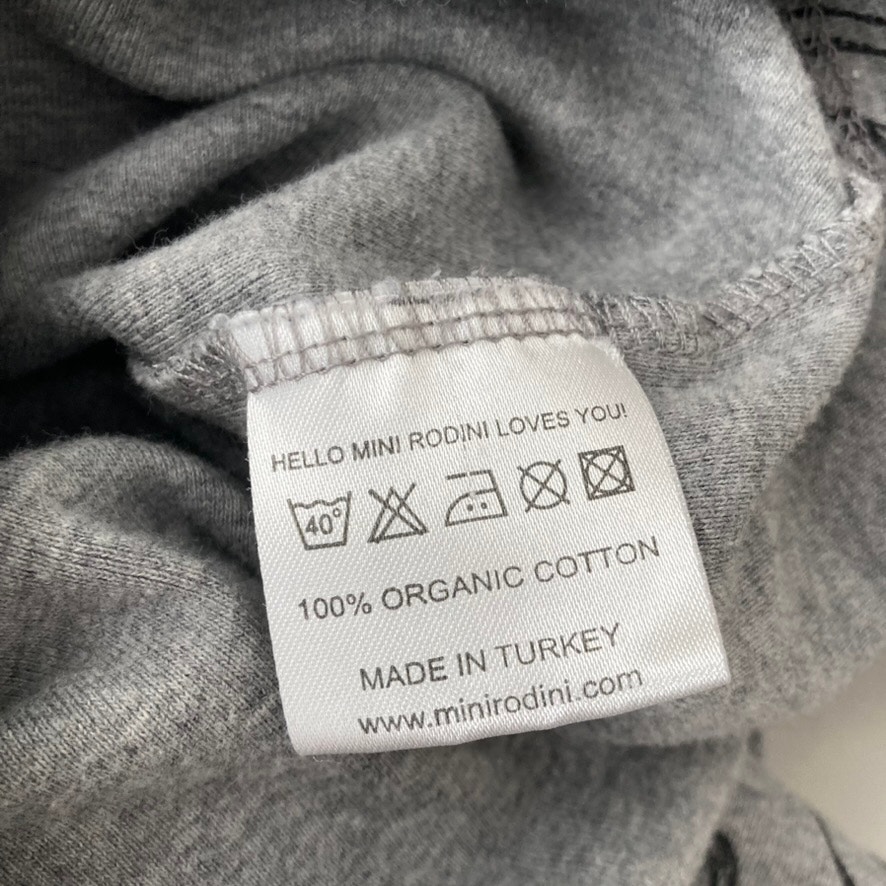 HELLO MINI RODINI LOVES YOU!
40°
100% ORGANIC COTTON
MADE IN TURKEY
www.minirodini.com